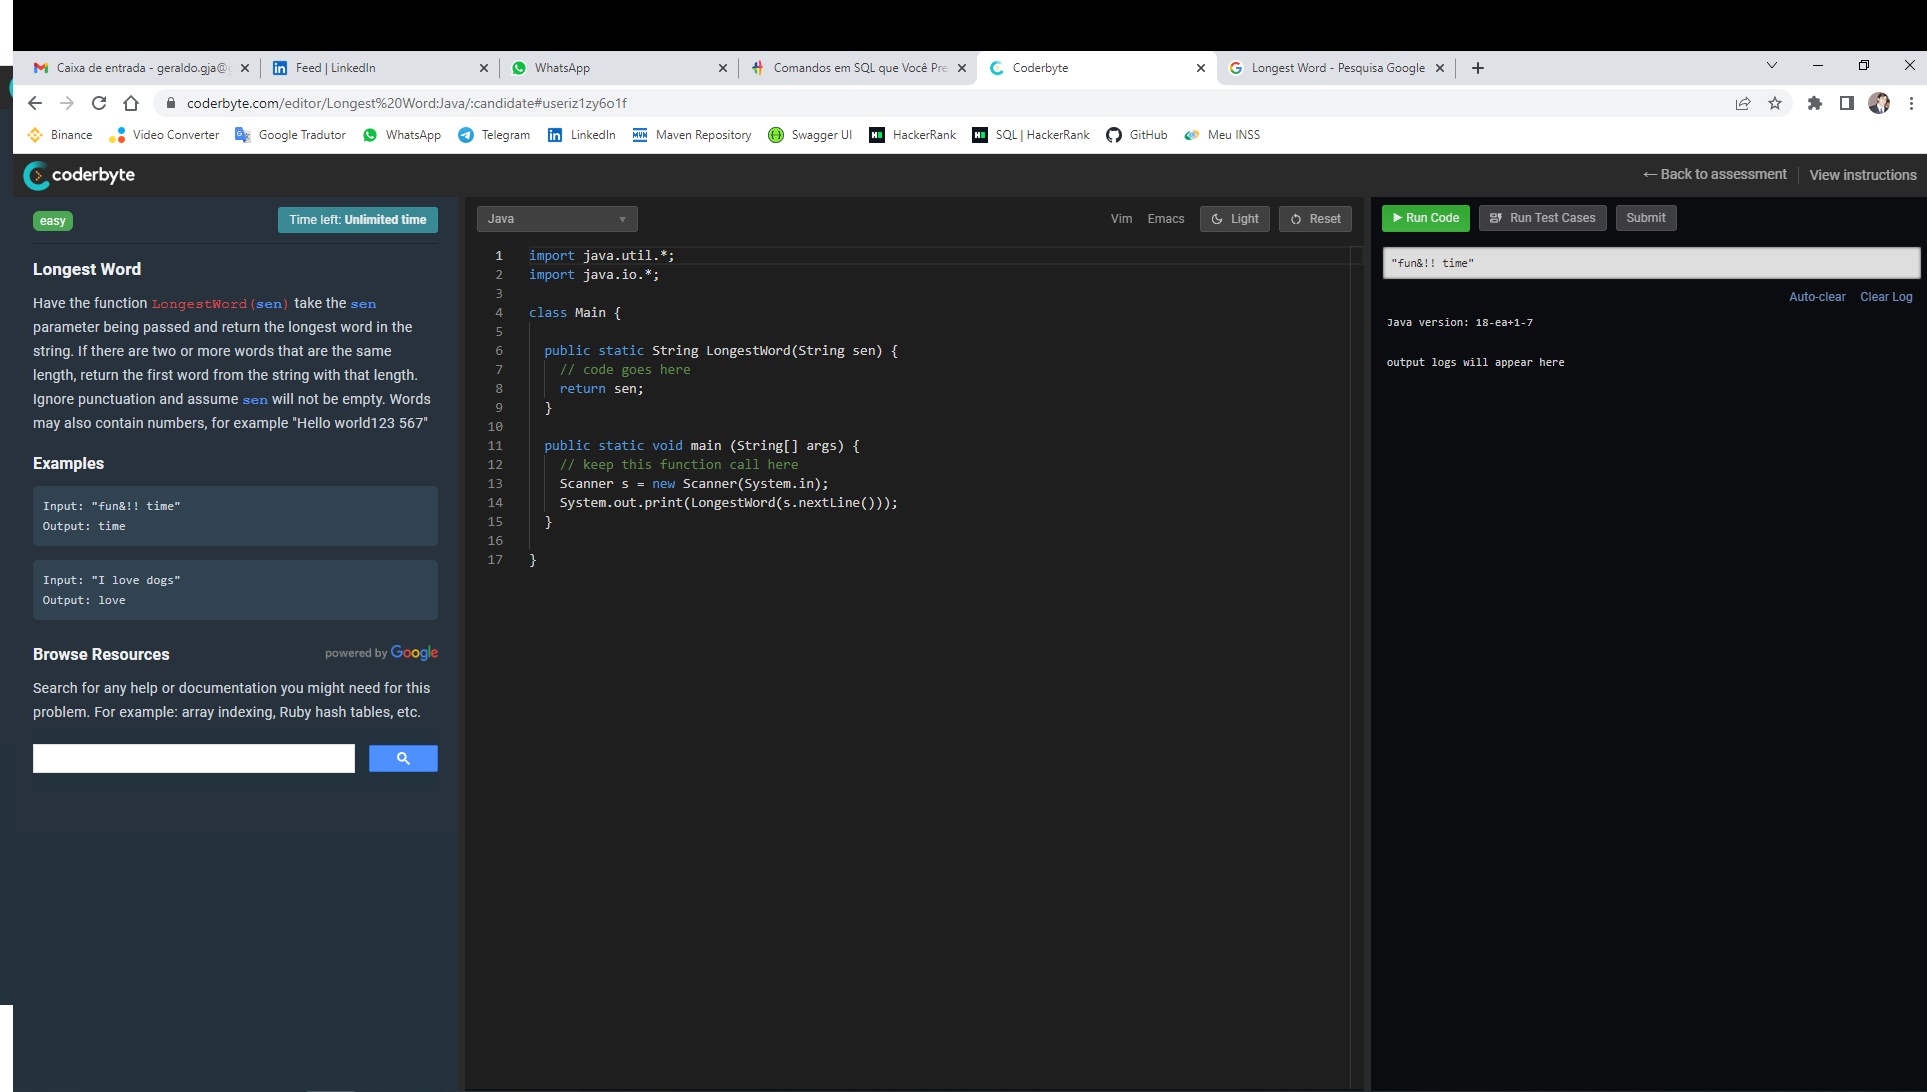 Caixa de entrada - geraldo.gja@g
Feed | LinkedIn
WhatsApp
Comandos em SQL que Você Pre
Coderbyte
Longest Word - Pesquisa Google
coderbyte.com/editor/Longest%20Word:Java/:candidate#useriz1zy6o1f
Binance
Video Converter
Google Tradutor
WhatsApp
Telegram
LinkedIn
Maven Repository
Swagger UI
HackerRank
SQL | HackerRank
GitHub
Meu INSS
coderbyte
← Back to assessment
View instructions
easy
Time left: Unlimited time
Longest Word
Have the function LongestWord(sen) take the sen
parameter being passed and return the longest word in the
string. If there are two or more words that are the same
length, return the first word from the string with that length.
Ignore punctuation and assume sen will not be empty. Words
may also contain numbers, for example "Hello world123 567"
Examples
Input: "fun&!! time"
Output: time
Input: "I love dogs"
Output: love
Browse Resources
powered by Google
Search for any help or documentation you might need for this
problem. For example: array indexing, Ruby hash tables, etc.
Java
Vim
Emacs
Light
Reset
1 import java.util.*;
2 import java.io.*;
3
4 class Main {
5
6 public static String LongestWord(String sen) {
7 // code goes here
8 return sen;
9 }
10
11 public static void main (String[] args) {
12 // keep this function call here
13 Scanner s = new Scanner(System.in);
14 System.out.print(LongestWord(s.nextLine()));
15 }
16
17 }
Run Code
Run Test Cases
Submit
"fun&!! time"
Auto-clear
Clear Log
Java version: 18-ea+1-7
output logs will appear here